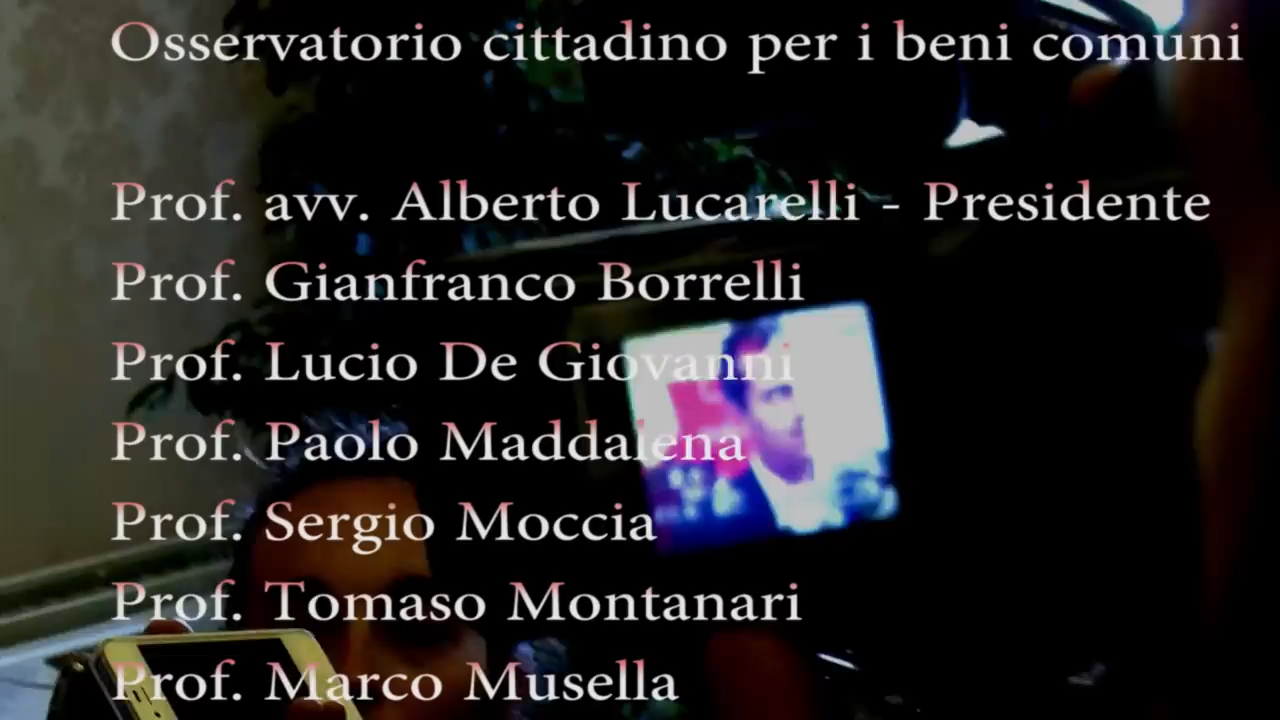 Osservatorio cittadino per i beni comuni
Prof. avv. Alberto Lucarelli - Presidente
Prof. Gianfranco Borrelli
Prof. Lucio De Giovanni
Prof. Paolo Maddalena
Prof. Sergio Moccia
Prof. Tomaso Montanari
Prof. Marco Musella